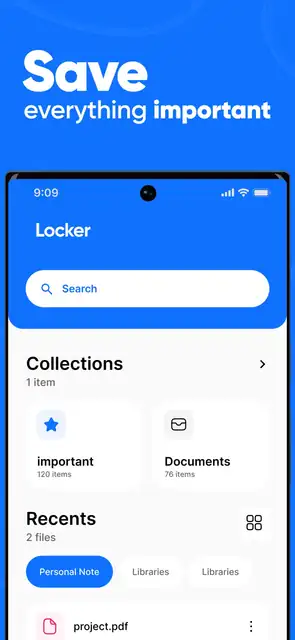 Save
everything important
9:09
Locker
Search
Collections
1 item
important
120 items
Documents
76 items
Recents
2 files
Personal Note
Libraries
Libraries
project.pdf